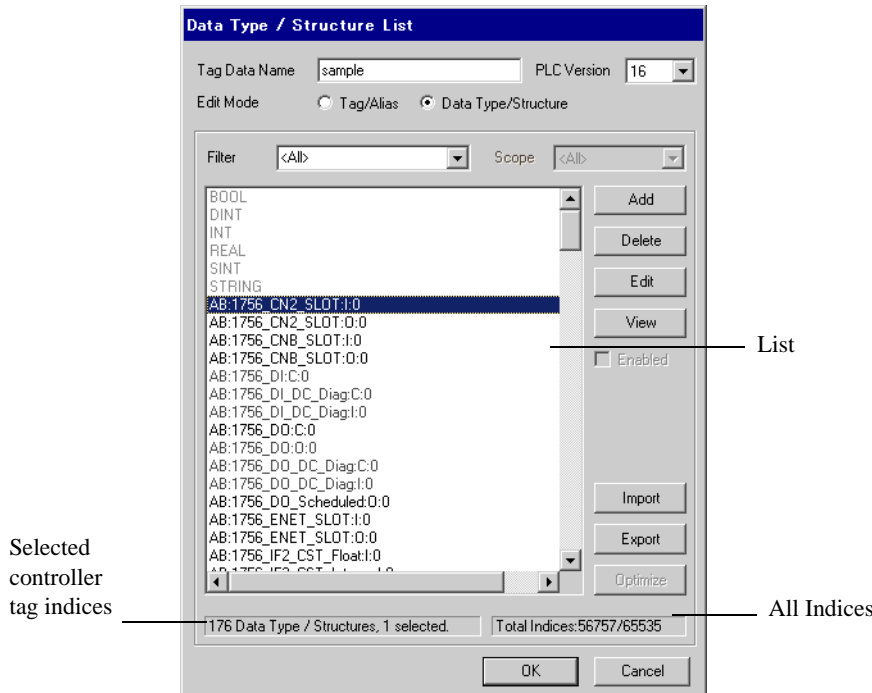 Data Type / Structure List
Tag Data Name sample PLC Version 16
Edit Mode Tag/Alias Data Type/Structure
Filter <All> Scope <All>
BOOL
DINT
INT
REAL
SINT
STRING
AB:1756_CN2_SLOT:I:0
AB:1756_CN2_SLOT:O:0
AB:1756_CNB_SLOT:I:0
AB:1756_CNB_SLOT:O:0
AB:1756_DI:C:0
AB:1756_DI_DC_Diag:C:0
AB:1756_DI_DC_Diag:I:0
AB:1756_DO:C:0
AB:1756_DO:O:0
AB:1756_DO_DC_Diag:C:0
AB:1756_DO_DC_Diag:I:0
AB:1756_DO_Scheduled:O:0
AB:1756_ENET_SLOT:I:0
AB:1756_ENET_SLOT:O:0
AB:1756_IF2_CST_Float:I:0
Add
Delete
Edit
View
Enabled
Import
Export
Optimize
List
Selected
controller
tag indices
176 Data Type / Structures, 1 selected. Total Indices:56757/65535
All Indices
OK Cancel